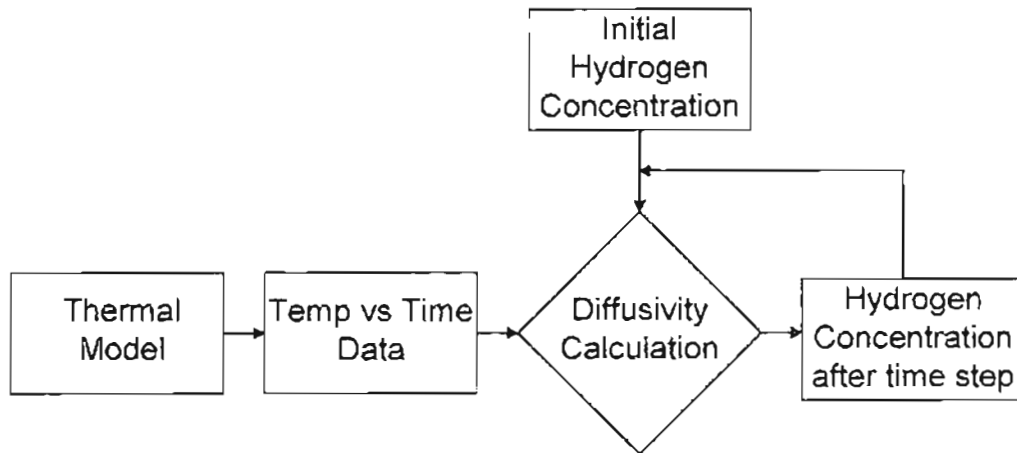 Initial
Hydrogen
Concentration
Thermal
Model
Temp vs Time
Data
Diffusivity
Calculation
Hydrogen
Concentration
after time step